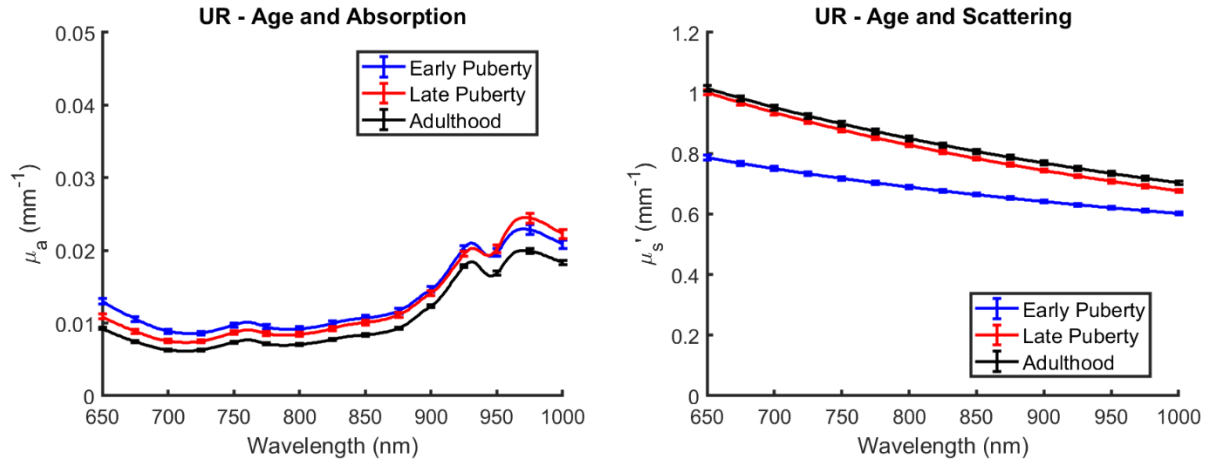 UR - Age and Absorption
0.05
0.04
0.03
0.02
0.01
0
μa (mm⁻¹)
Early Puberty
Late Puberty
Adulthood
650 700 750 800 850 900 950 1000
Wavelength (nm)
UR - Age and Scattering
1.2
1
0.8
0.6
0.4
0.2
0
μs' (mm⁻¹)
Early Puberty
Late Puberty
Adulthood
650 700 750 800 850 900 950 1000
Wavelength (nm)